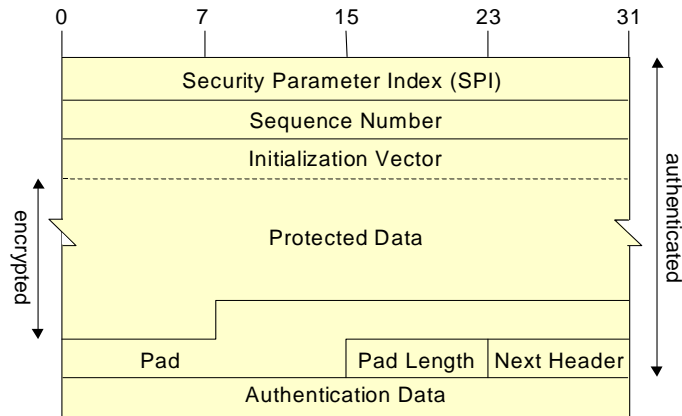 0 7 15 23 31
Security Parameter Index (SPI)
Sequence Number
Initialization Vector
Protected Data
encrypted
authenticated
Pad
Pad Length
Next Header
Authentication Data